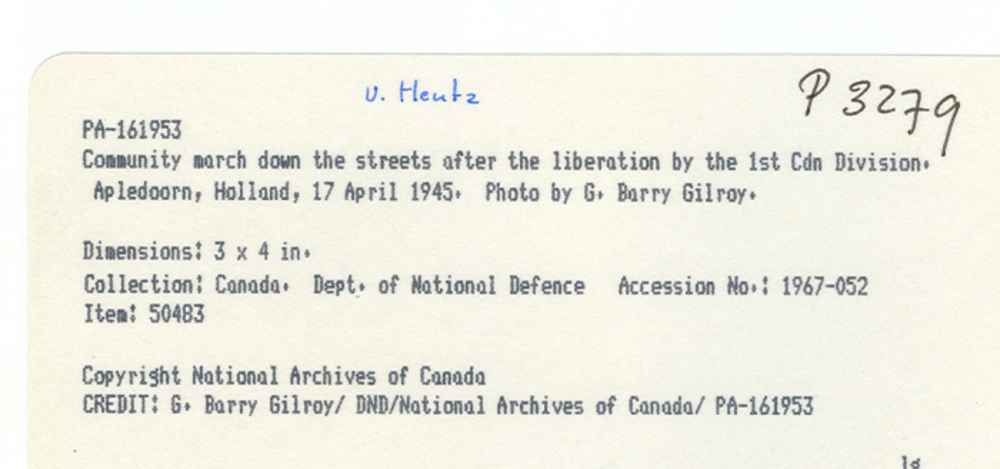 v. Hentz
P 3279
PA-161953
Community march down the streets after the liberation by the 1st Cdn Division.
Apledoorn, Holland, 17 April 1945. Photo by G. Barry Gilroy.
Dimensions: 3 x 4 in.
Collection: Canada. Dept. of National Defence Accession No.: 1967-052
Item: 50483
Copyright National Archives of Canada
CREDIT: G. Barry Gilroy/ DND/National Archives of Canada/ PA-161953